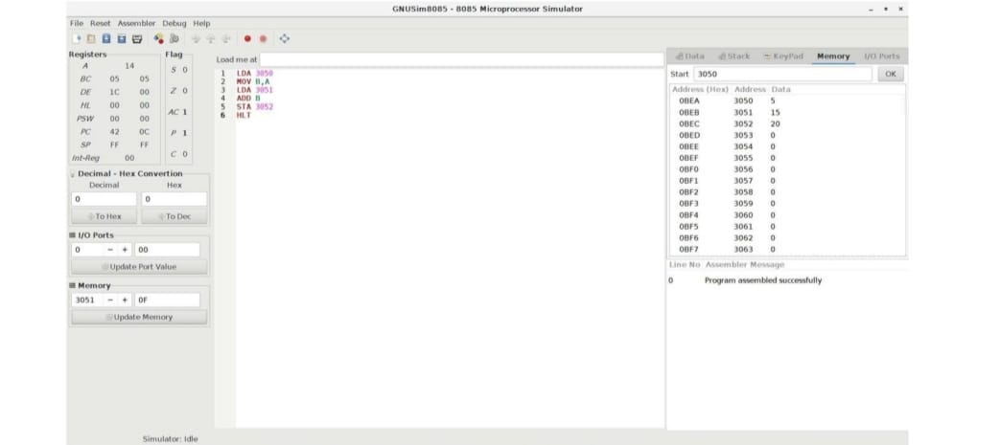 GNUSim8085 - 8085 Microprocessor Simulator
File Reset Assembler Debug Help
Registers
A 14
BC 05 05
DE 1C 00
HL 00 00
PSW 00 00
PC 42 0C
SP FF FF
Int-Reg 00
Flag
S 0
Z 0
AC 1
P 1
C 0
Decimal - Hex Convertion
Decimal Hex
0 0
To Hex To Dec
I/O Ports
0 - + 00
Update Port Value
Memory
3051 - + 0F
Update Memory
Load me at
1 LDA 3050
2 MOV B,A
3 LDA 3051
4 ADD B
5 STA 3052
6 HLT
Data Stack KeyPad Memory I/O Ports
Start 3050 OK
Address (Hex) Address Data
0BEA 3050 5
0BEB 3051 15
0BEC 3052 20
0BED 3053 0
0BEE 3054 0
0BEF 3055 0
0BF0 3056 0
0BF1 3057 0
0BF2 3058 0
0BF3 3059 0
0BF4 3060 0
0BF5 3061 0
0BF6 3062 0
0BF7 3063 0
Line No Assembler Message
0 Program assembled successfully
Simulator: Idle